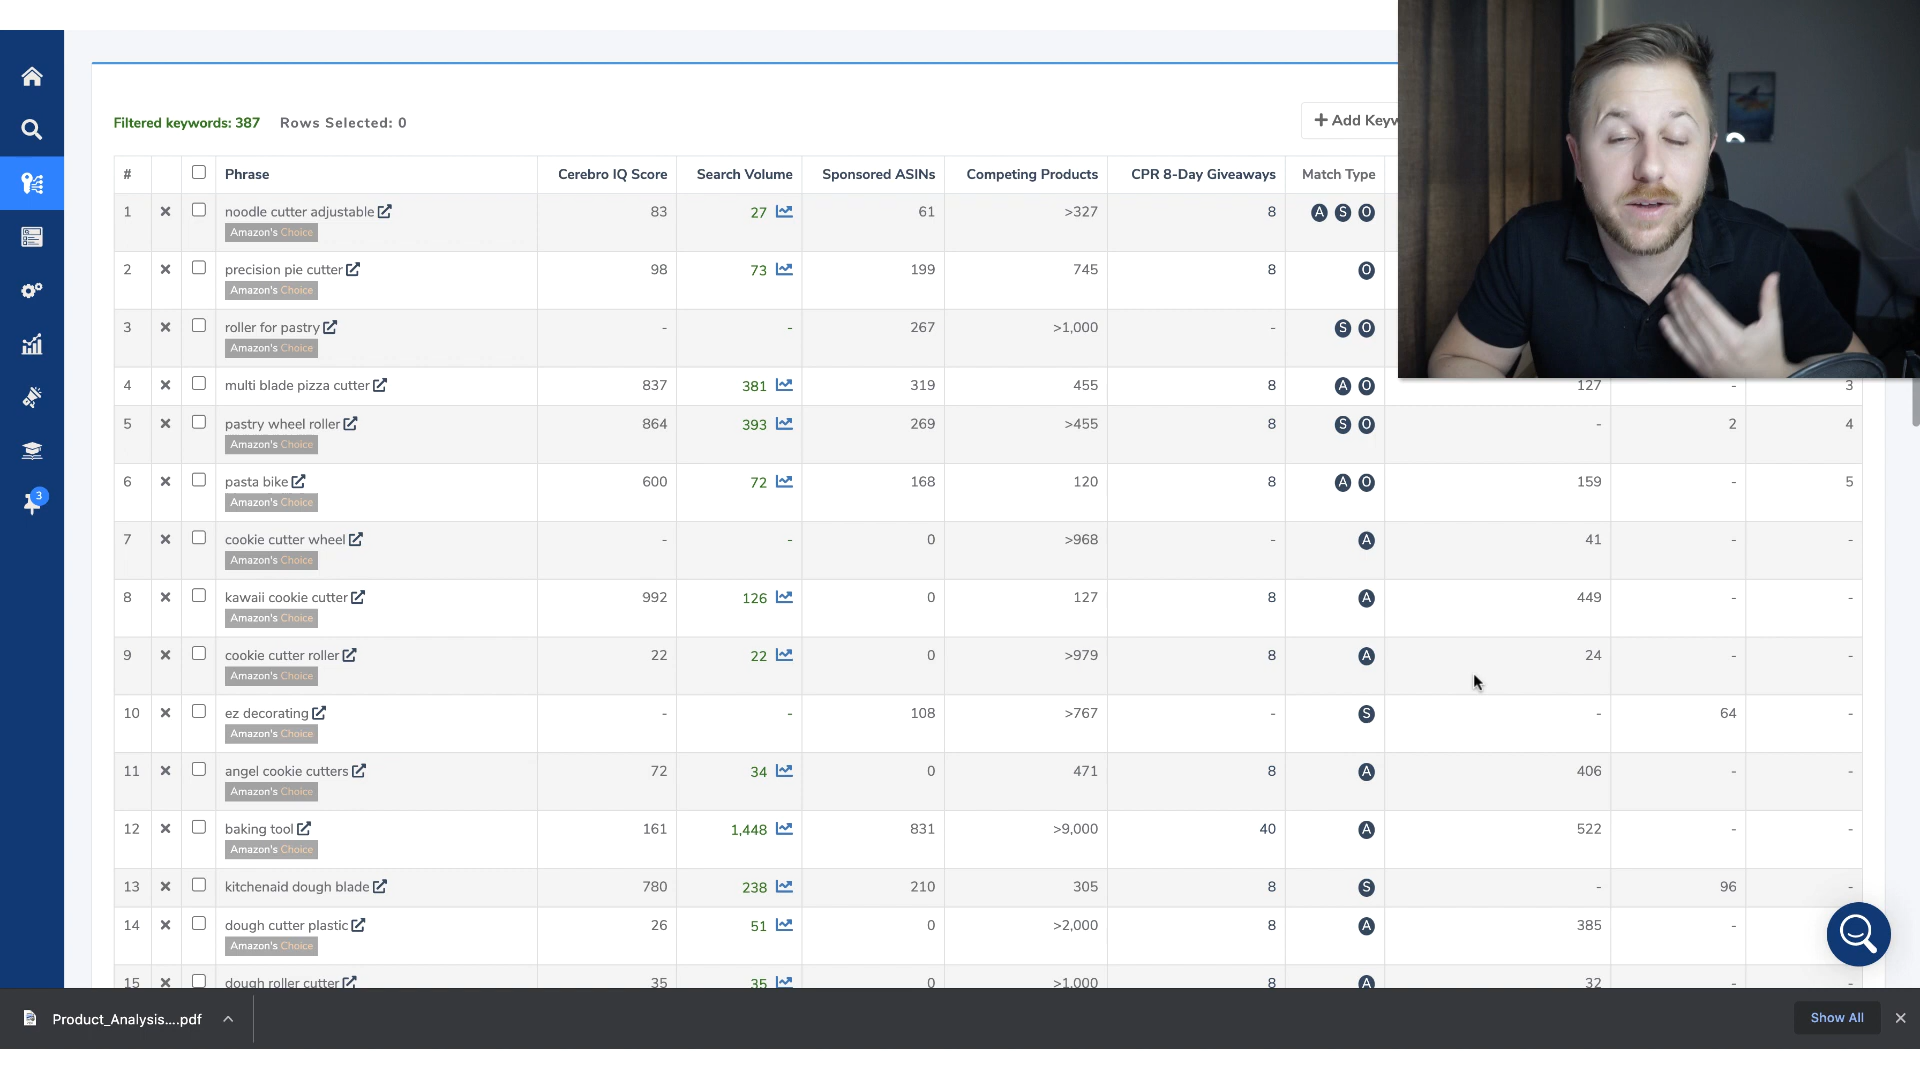 Filtered keywords: 387 Rows Selected: 0
+ Add Keyw
# Phrase Cerebro IQ Score Search Volume Sponsored ASINs Competing Products CPR 8-Day Giveaways Match Type
1 noodle cutter adjustable 83 27 61 >327 8 A S O
Amazon's Choice
2 precision pie cutter 98 73 199 745 8 O
Amazon's Choice
3 roller for pastry - - 267 >1,000 - S O
Amazon's Choice
4 multi blade pizza cutter 837 381 319 455 8 A O 127 - 3
5 pastry wheel roller 864 393 269 >455 8 S O - 2 4
Amazon's Choice
6 pasta bike 600 72 168 120 8 A O 159 - 5
Amazon's Choice
7 cookie cutter wheel - - 0 >968 - A 41 - -
Amazon's Choice
8 kawaii cookie cutter 992 126 0 127 8 A 449 - -
Amazon's Choice
9 cookie cutter roller 22 22 0 >979 8 A 24 - -
Amazon's Choice
10 ez decorating - - 108 >767 - S - 64 -
Amazon's Choice
11 angel cookie cutters 72 34 0 471 8 A 406 - -
Amazon's Choice
12 baking tool 161 1,448 831 >9,000 40 A 522 - -
Amazon's Choice
13 kitchenaid dough blade 780 238 210 305 8 S - 96 -
14 dough cutter plastic 26 51 0 >2,000 8 A 385 -
Amazon's Choice
15 dough roller cutter 35 35 0 >1,000 8 A 32 - -
3
Product_Analysis....pdf
Show All